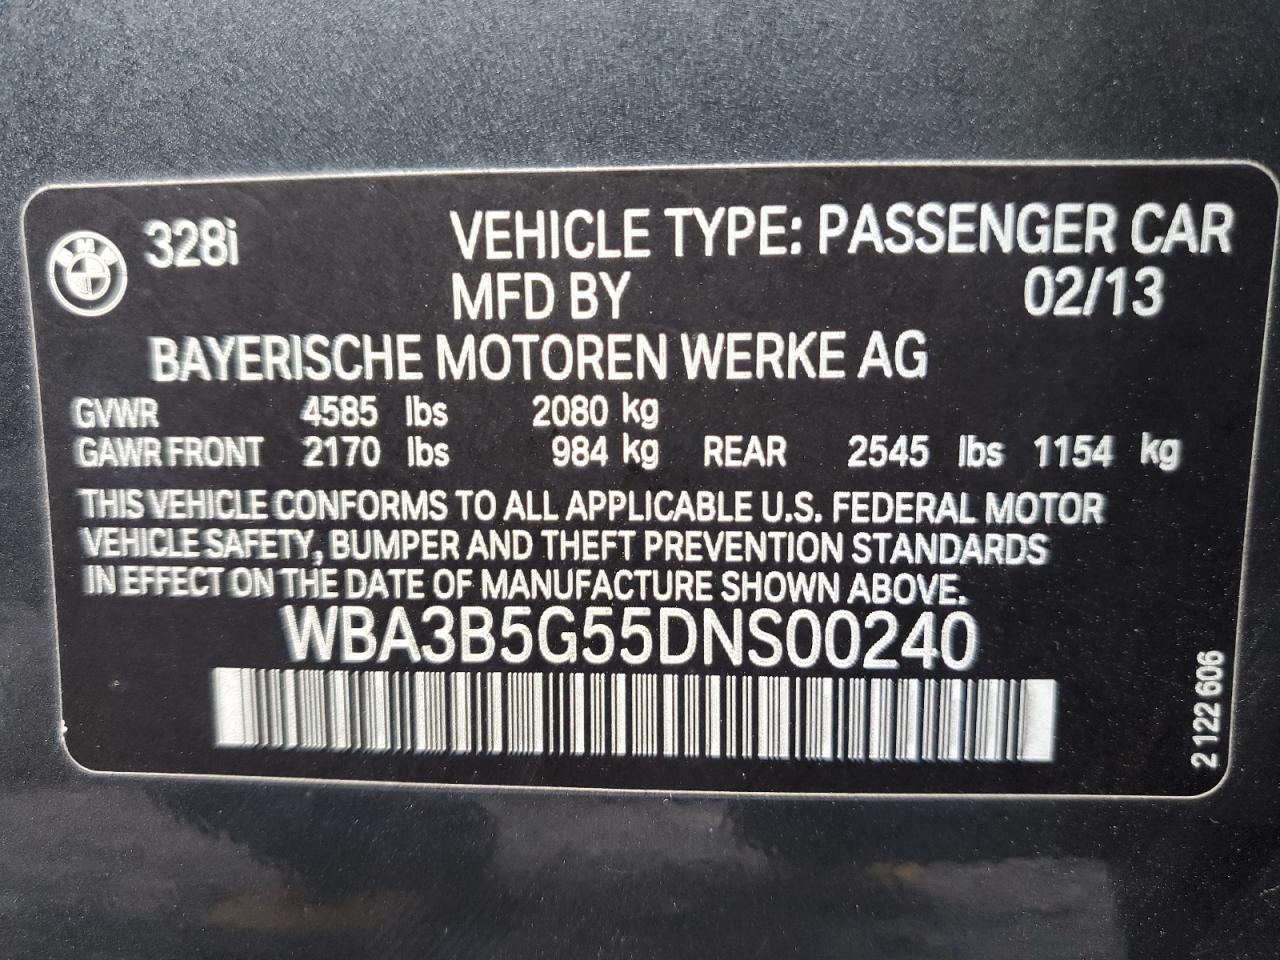 BMW 328i VEHICLE TYPE: PASSENGER CAR
MFD BY 02/13
BAYERISCHE MOTOREN WERKE AG
GVWR 4585 lbs 2080 kg
GAWR FRONT 2170 lbs 984 kg REAR 2545 lbs 1154 kg
THIS VEHICLE CONFORMS TO ALL APPLICABLE U.S. FEDERAL MOTOR
VEHICLE SAFETY, BUMPER AND THEFT PREVENTION STANDARDS
IN EFFECT ON THE DATE OF MANUFACTURE SHOWN ABOVE.
WBA3B5G55DNS00240
2 122 606